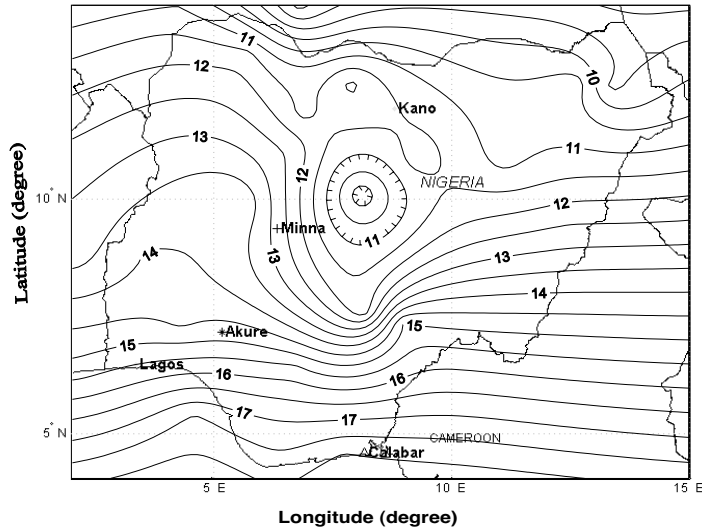 11
12
10
Kano
13
11
12
NIGERIA
10° N
12
Minna
11
13
13
14
14
15
Akure
15
Lagos
16
16
17
17
CAMEROON
5° N
Calabar
5 E
10 E
15 E
Latitude (degree)
Longitude (degree)